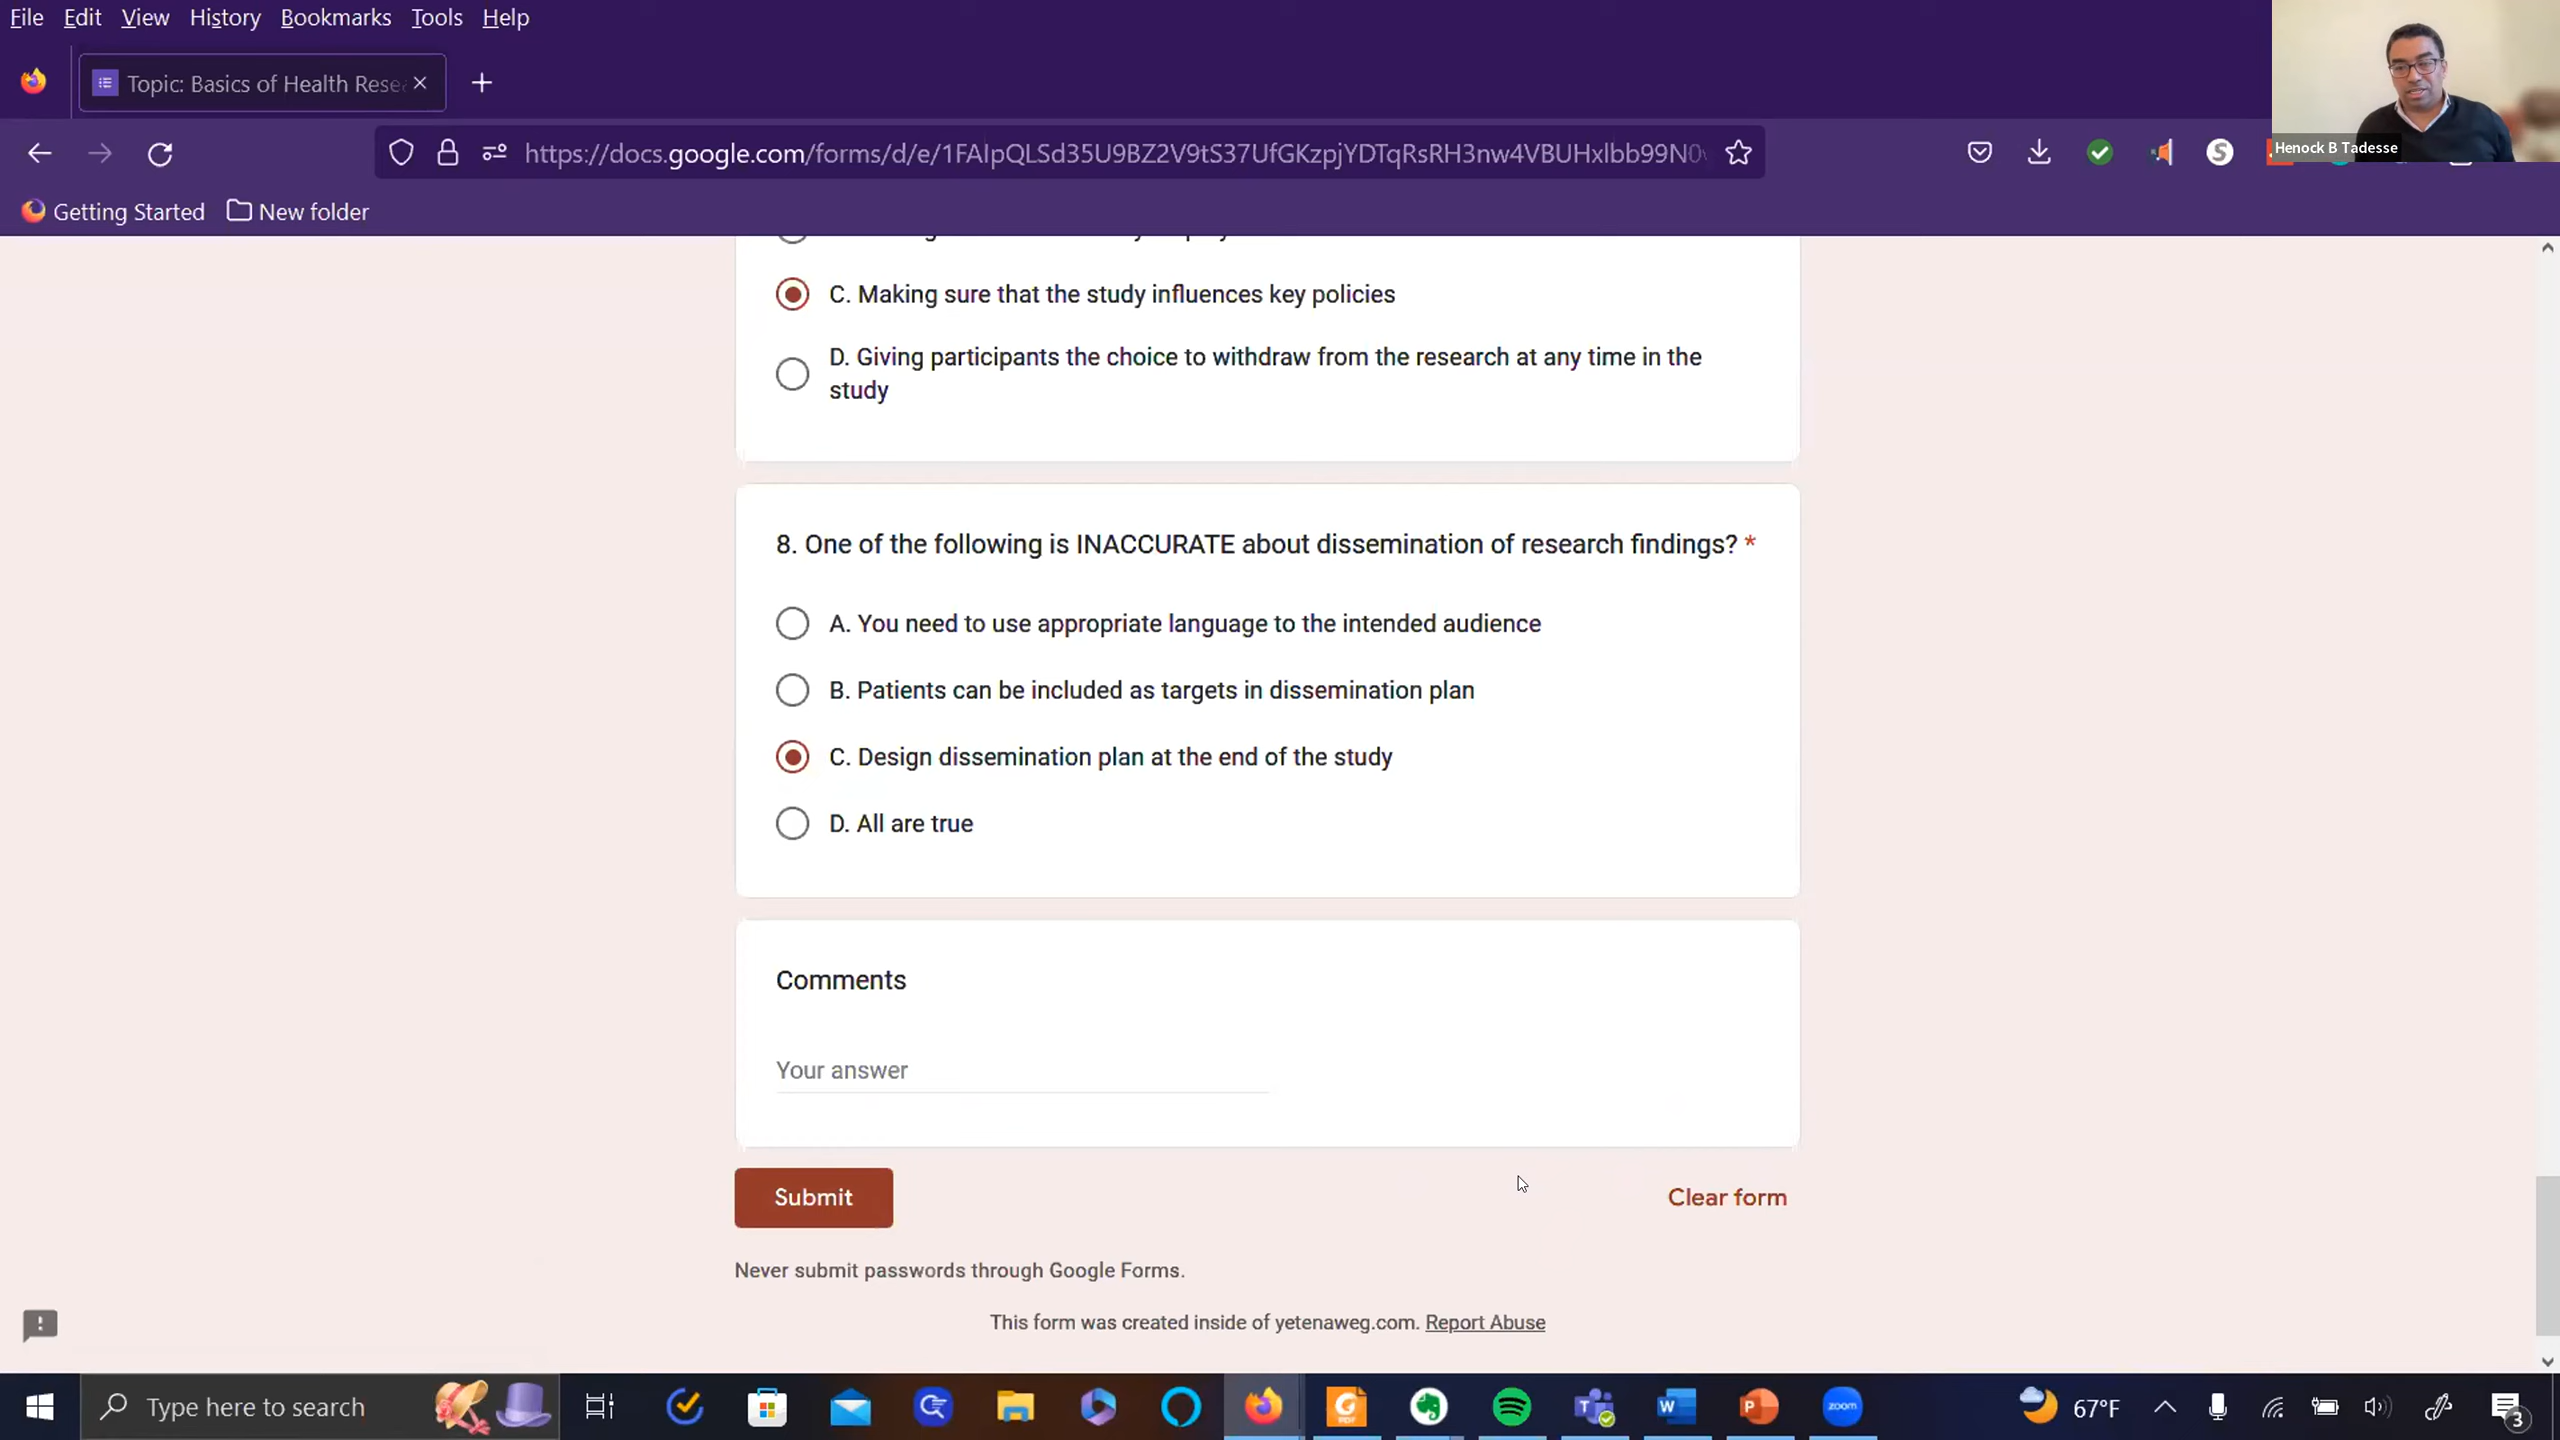 File Edit View History Bookmarks Tools Help
Topic: Basics of Health Rese
https://docs.google.com/forms/d/e/1FAIpQLSd35U9BZ2V9tS37UfGKzpjYDTqRsRH3nw4VBUHxlbb99N0
Henock B Tadesse
Getting Started New folder
C. Making sure that the study influences key policies
D. Giving participants the choice to withdraw from the research at any time in the
study
8. One of the following is INACCURATE about dissemination of research findings? *
A. You need to use appropriate language to the intended audience
B. Patients can be included as targets in dissemination plan
C. Design dissemination plan at the end of the study
D. All are true
Comments
Your answer
Submit
Clear form
Never submit passwords through Google Forms.
This form was created inside of yetenaweg.com. Report Abuse
Type here to search
zoom
67°F
3